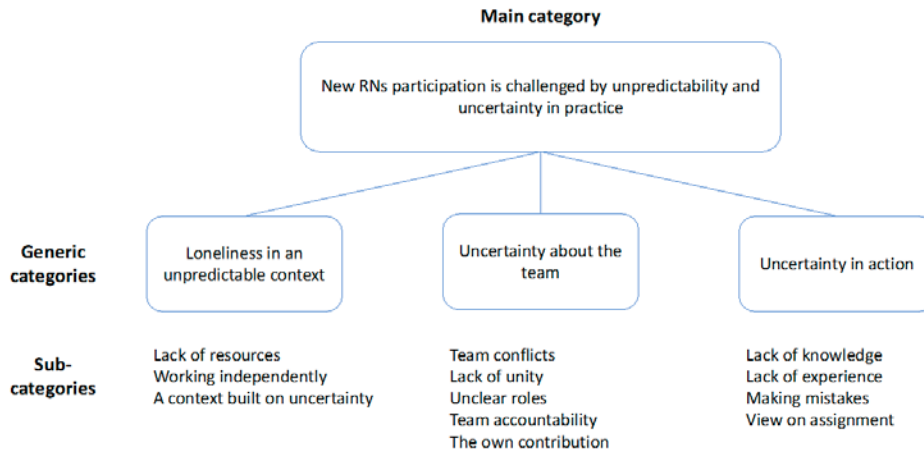 Main category
New RNs participation is challenged by unpredictability and
uncertainty in practice
Generic
categories
Loneliness in an
unpredictable context
Uncertainty about the
team
Uncertainty in action
Sub-
categories
Lack of resources
Working independently
A context built on uncertainty
Team conflicts
Lack of unity
Unclear roles
Team accountability
The own contribution
Lack of knowledge
Lack of experience
Making mistakes
View on assignment